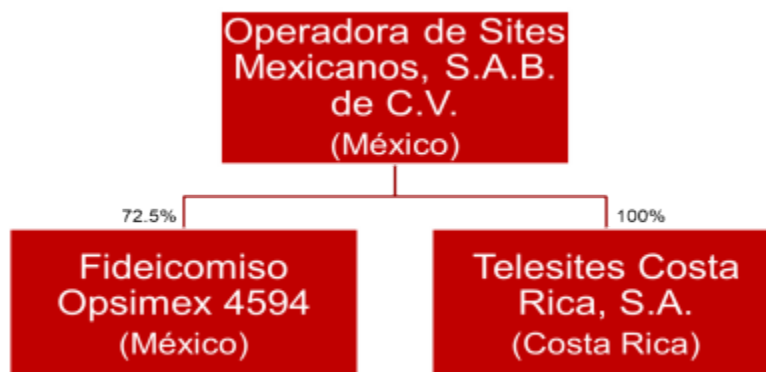 Operadora de Sites
Mexicanos, S.A.B.
de C.V.
(México)
72.5%
100%
Fideicomiso
Opsimex 4594
(México)
Telesites Costa
Rica, S.A.
(Costa Rica)